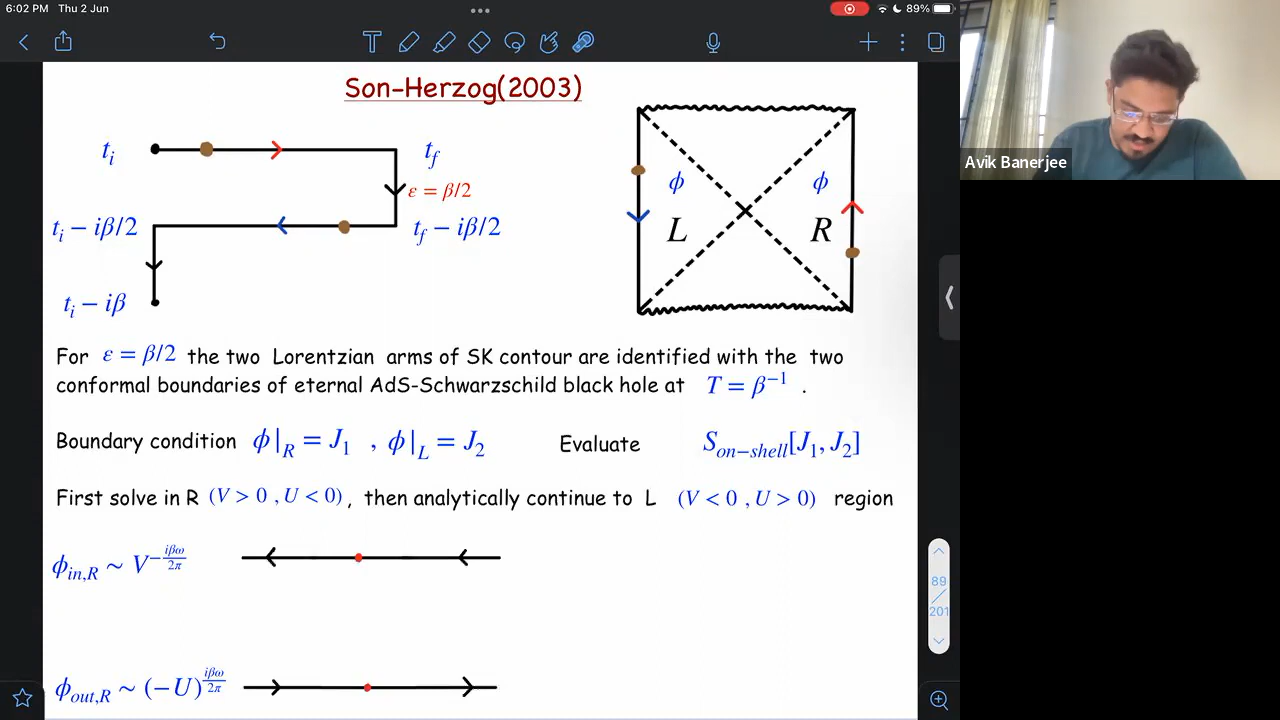 6:02 PM Thu 2 Jun
89%
Son-Herzog(2003)
t_i
t_f
ε = β/2
t_i − iβ/2
t_f − iβ/2
t_i − iβ
ϕ
ϕ
L
R
For ε = β/2 the two Lorentzian arms of SK contour are identified with the two
conformal boundaries of eternal AdS-Schwarzschild black hole at T = β^{−1} .
Boundary condition ϕ|_R = J_1 , ϕ|_L = J_2 Evaluate S_{on−shell}[J_1, J_2]
First solve in R (V > 0 , U < 0) , then analytically continue to L (V < 0 , U > 0) region
ϕ_{in,R} ∼ V^{−iβω/2π}
ϕ_{out,R} ∼ (−U)^{iβω/2π}
89
201
Avik Banerjee